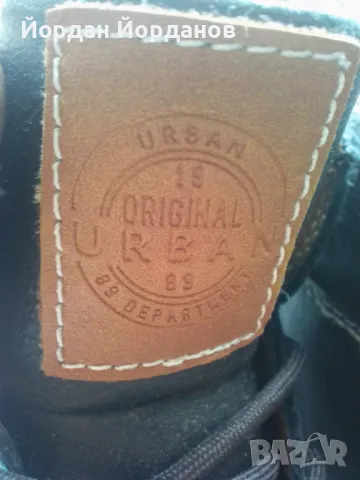 Йордан Йорданов
URBAN
19
ORIGINAL
URBAN
89
89 DEPARTMENT
BAZAR